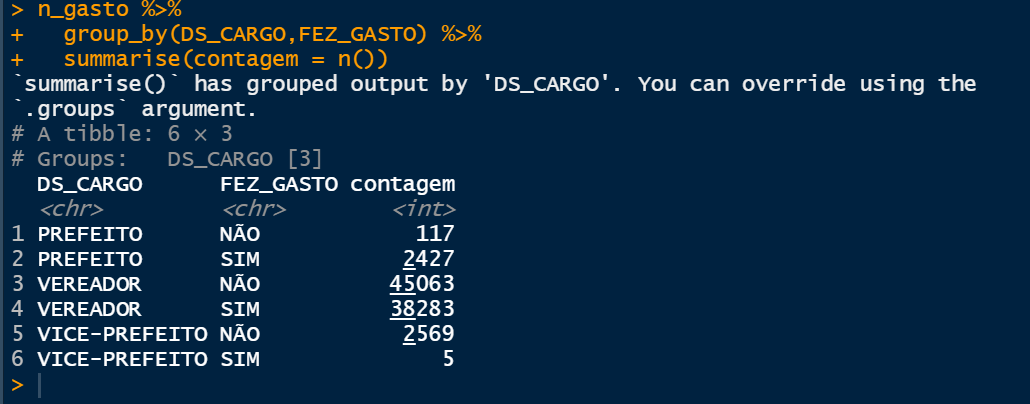 > n_gasto %>%
+   group_by(DS_CARGO,FEZ_GASTO) %>%
+   summarise(contagem = n())
`summarise()` has grouped output by 'DS_CARGO'. You can override using the
`.groups` argument.
# A tibble: 6 × 3
# Groups:   DS_CARGO [3]
  DS_CARGO      FEZ_GASTO contagem
  <chr>         <chr>        <int>
1 PREFEITO      NÃO            117
2 PREFEITO      SIM           2427
3 VEREADOR      NÃO          45063
4 VEREADOR      SIM          38283
5 VICE-PREFEITO NÃO           2569
6 VICE-PREFEITO SIM              5
>